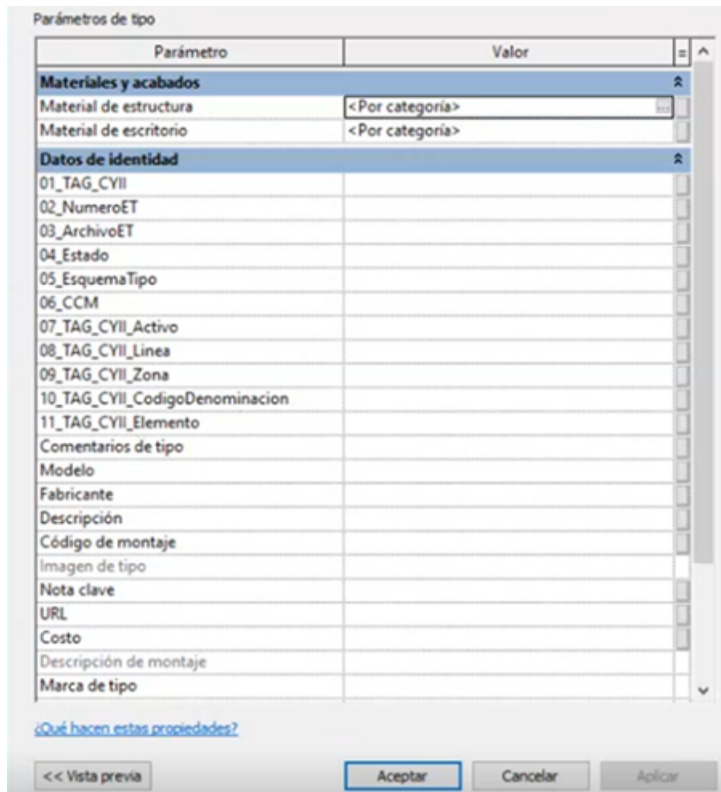 Parámetros de tipo
Parámetro Valor =
Materiales y acabados
Material de estructura <Por categoría> ...
Material de escritorio <Por categoría>
Datos de identidad
01_TAG_CYII
02_NumeroET
03_ArchivoET
04_Estado
05_EsquemaTipo
06_CCM
07_TAG_CYII_Activo
08_TAG_CYII_Linea
09_TAG_CYII_Zona
10_TAG_CYII_CodigoDenominacion
11_TAG_CYII_Elemento
Comentarios de tipo
Modelo
Fabricante
Descripción
Código de montaje
Imagen de tipo
Nota clave
URL
Costo
Descripción de montaje
Marca de tipo
¿Qué hacen estas propiedades?
<< Vista previa Aceptar Cancelar Aplicar